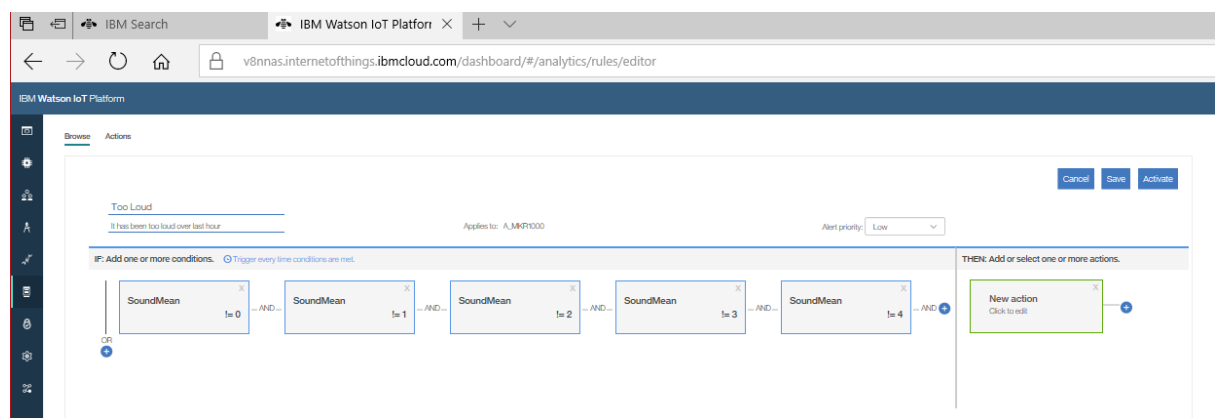 IBM Search
IBM Watson IoT Platforr
v8nnas.internetofthings.ibmcloud.com/dashboard/#/analytics/rules/editor
IBM Watson IoT Platform
Browse Actions
Cancel Save Activate
Too Loud
It has been too loud over last hour
Applies to: A_MKR1000
Alert priority: Low
IF: Add one or more conditions. Trigger every time conditions are met.
THEN: Add or select one or more actions.
SoundMean != 0
... AND...
SoundMean != 1
... AND...
SoundMean != 2
... AND...
SoundMean != 3
... AND...
SoundMean != 4
... AND
OR
New action
Click to edit